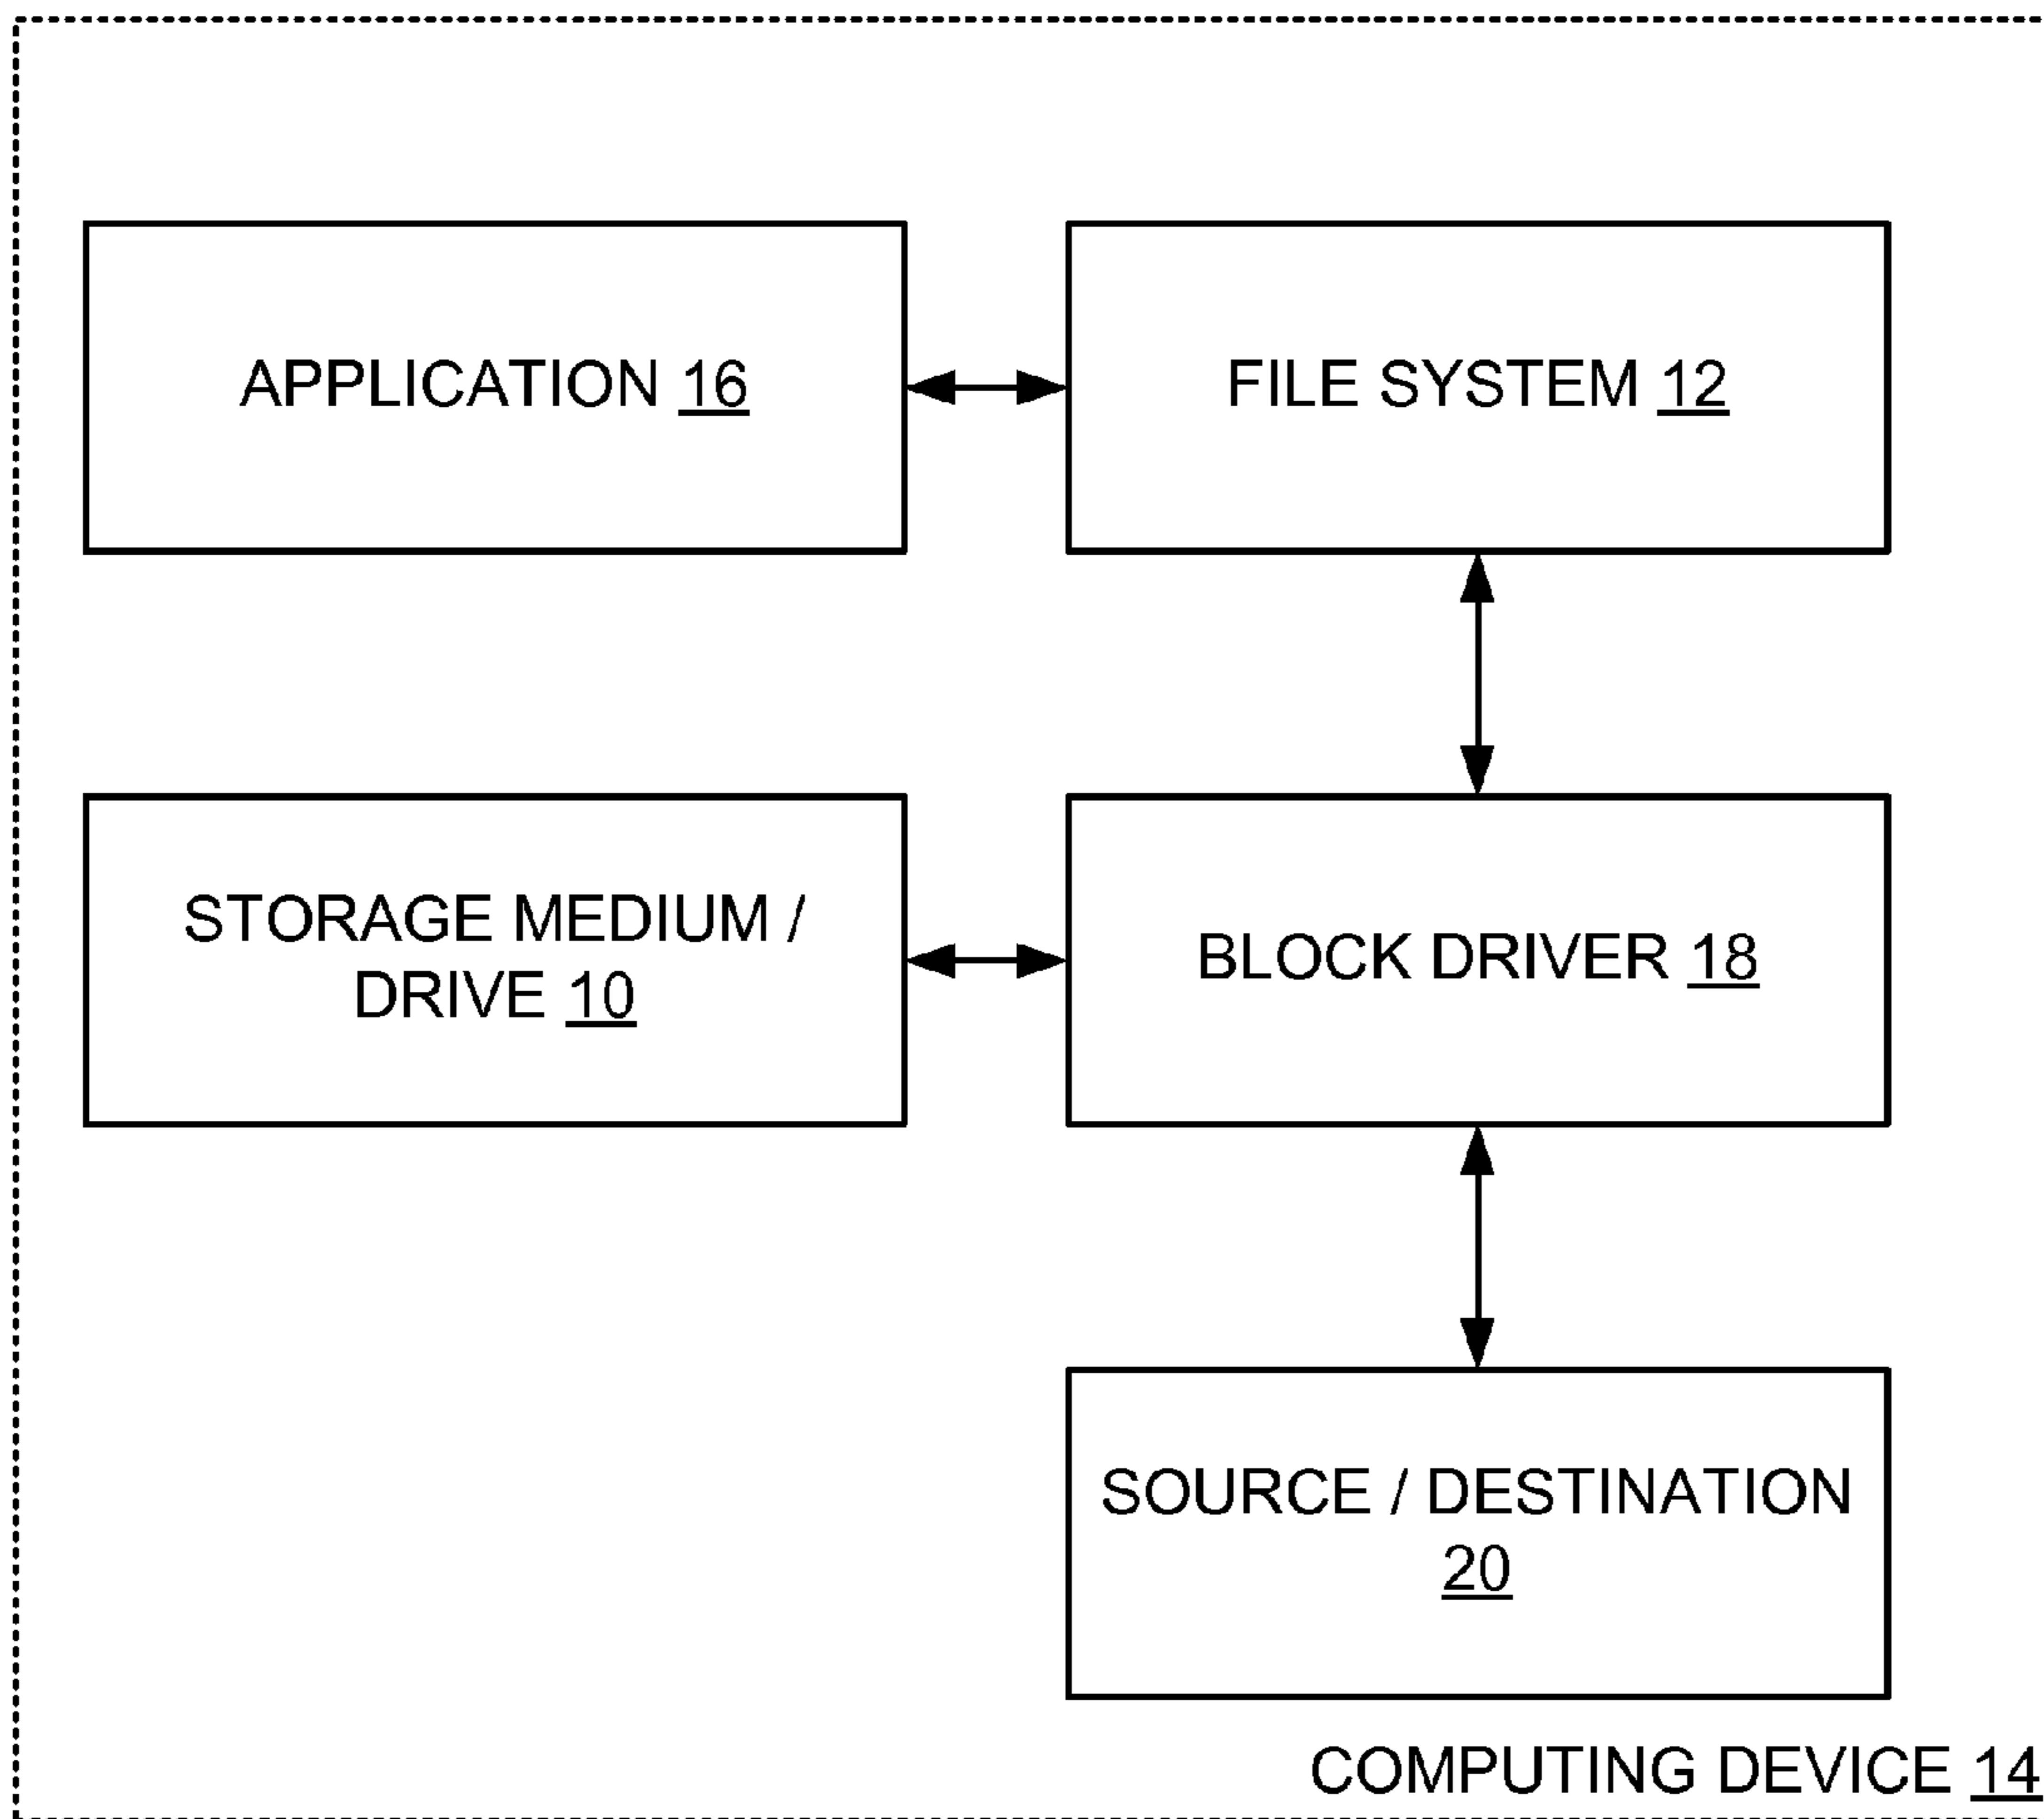 APPLICATION 16
FILE SYSTEM 12
STORAGE MEDIUM /
DRIVE 10
BLOCK DRIVER 18
SOURCE / DESTINATION
20
COMPUTING DEVICE 14